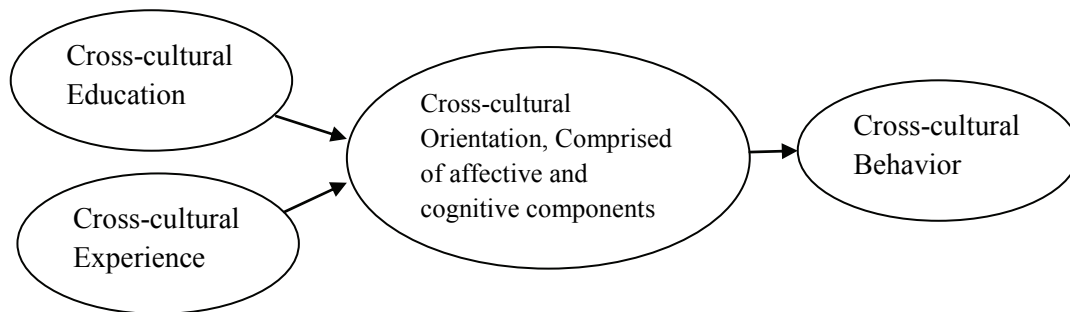 Cross-cultural
Education
Cross-cultural
Experience
Cross-cultural
Orientation, Comprised
of affective and
cognitive components
Cross-cultural
Behavior